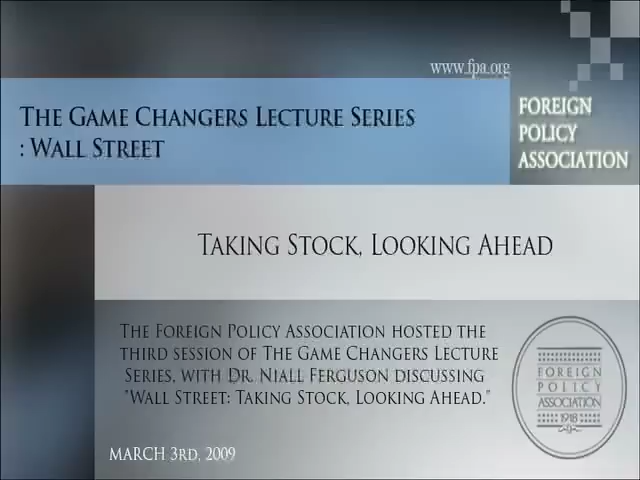 www.fpa.org
THE GAME CHANGERS LECTURE SERIES
: WALL STREET
FOREIGN
POLICY
ASSOCIATION
TAKING STOCK, LOOKING AHEAD
THE FOREIGN POLICY ASSOCIATION HOSTED THE
THIRD SESSION OF THE GAME CHANGERS LECTURE
SERIES, WITH DR. NIALL FERGUSON DISCUSSING
"WALL STREET: TAKING STOCK, LOOKING AHEAD."
FOREIGN
POLICY
ASSOCIATION
1918
MARCH 3RD, 2009